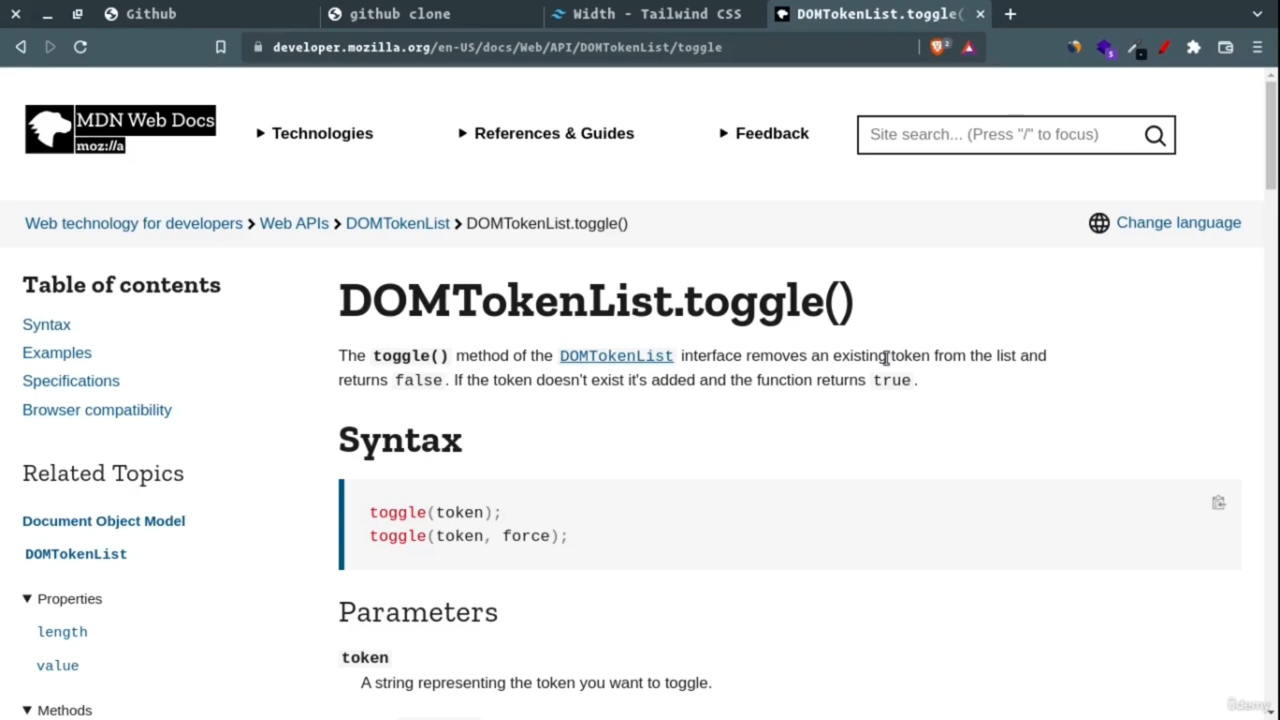 Github
github clone
Width - Tailwind CSS
DOMTokenList.toggle(
developer.mozilla.org/en-US/docs/Web/API/DOMTokenList/toggle
2
5
MDN Web Docs
moz://a
Technologies
References & Guides
Feedback
Site search... (Press "/" to focus)
Web technology for developers
Web APIs
DOMTokenList
DOMTokenList.toggle()
Change language
Table of contents
Syntax
Examples
Specifications
Browser compatibility
Related Topics
Document Object Model
DOMTokenList
Properties
length
value
Methods
DOMTokenList.toggle()
The toggle() method of the DOMTokenList interface removes an existing token from the list and
returns false. If the token doesn't exist it's added and the function returns true.
Syntax
toggle(token);
toggle(token, force);
Parameters
token
A string representing the token you want to toggle.
Udemy